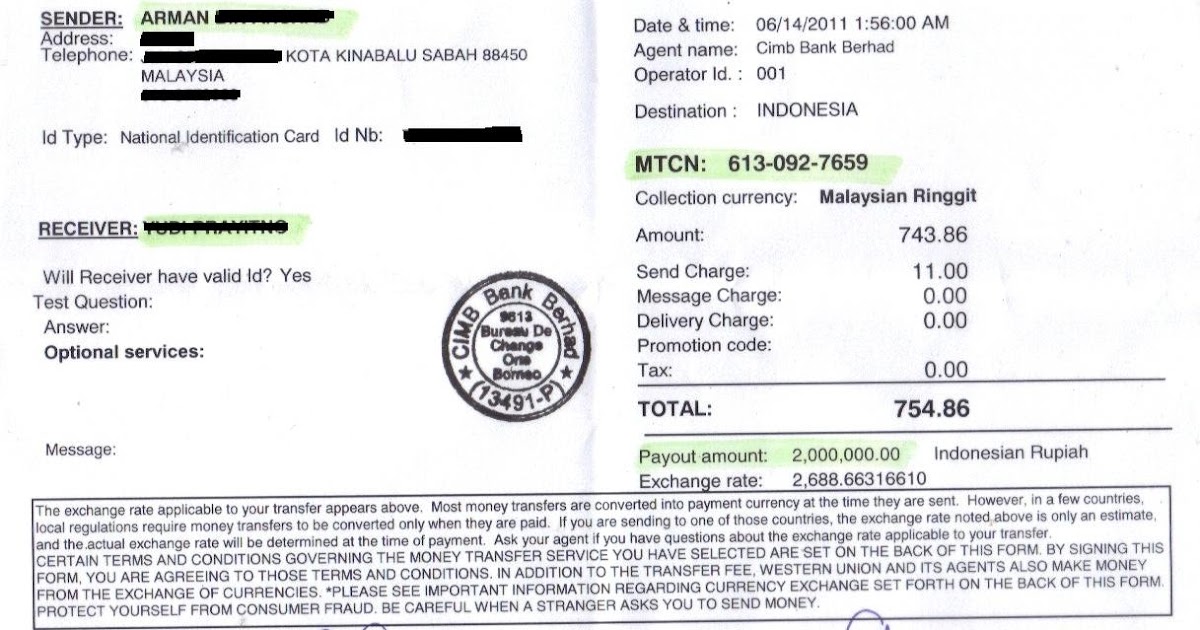 SENDER: ARMAN
Address:
Telephone: KOTA KINABALU SABAH 88450
MALAYSIA
Id Type: National Identification Card Id Nb:
RECEIVER:
Will Receiver have valid Id? Yes
Test Question:
Answer:
Optional services:
Message:
CIMB Bank Berhad
9613
Bureau De
Change
One
Borneo
(13491-P)
Date & time: 06/14/2011 1:56:00 AM
Agent name: Cimb Bank Berhad
Operator Id. : 001
Destination : INDONESIA
MTCN: 613-092-7659
Collection currency: Malaysian Ringgit
Amount: 743.86
Send Charge: 11.00
Message Charge: 0.00
Delivery Charge: 0.00
Promotion code:
Tax: 0.00
TOTAL: 754.86
Payout amount: 2,000,000.00 Indonesian Rupiah
Exchange rate: 2,688.66316610
The exchange rate applicable to your transfer appears above. Most money transfers are converted into payment currency at the time they are sent. However, in a few countries,
local regulations require money transfers to be converted only when they are paid. If you are sending to one of those countries, the exchange rate noted above is only an estimate,
and the actual exchange rate will be determined at the time of payment. Ask your agent if you have questions about the exchange rate applicable to your transfer.
CERTAIN TERMS AND CONDITIONS GOVERNING THE MONEY TRANSFER SERVICE YOU HAVE SELECTED ARE SET ON THE BACK OF THIS FORM. BY SIGNING THIS
FORM, YOU ARE AGREEING TO THOSE TERMS AND CONDITIONS. IN ADDITION TO THE TRANSFER FEE, WESTERN UNION AND ITS AGENTS ALSO MAKE MONEY
FROM THE EXCHANGE OF CURRENCIES. *PLEASE SEE IMPORTANT INFORMATION REGARDING CURRENCY EXCHANGE SET FORTH ON THE BACK OF THIS FORM.
PROTECT YOURSELF FROM CONSUMER FRAUD. BE CAREFUL WHEN A STRANGER ASKS YOU TO SEND MONEY.